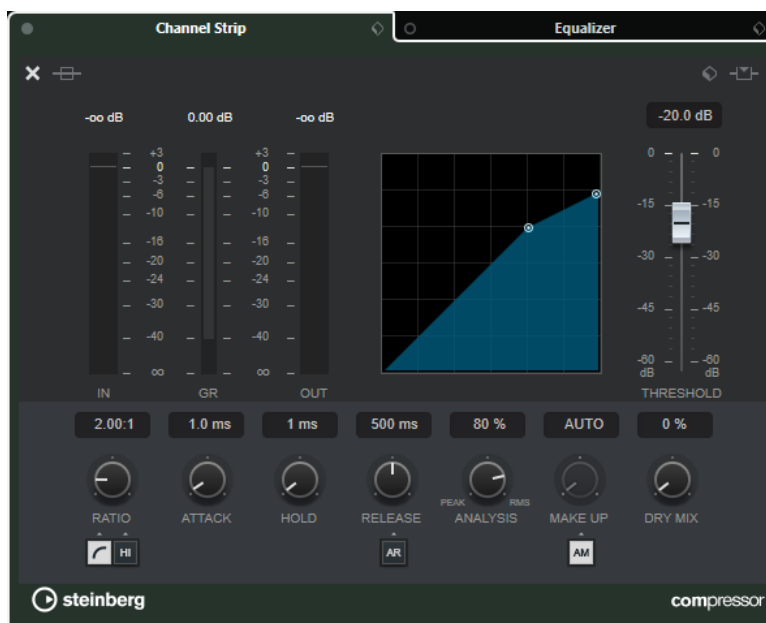 Channel Strip
Equalizer
-oo dB 0.00 dB -oo dB -20.0 dB
+3 +3 0 0
0 0
-3 -3
-6 -6
-10 -10 -15 -15
-16 -16
-20 -20 -30 -30
-24 -24
-30 -30 -45 -45
-40 -40
∞ ∞ -60 -60
dB dB
IN GR OUT THRESHOLD
2.00:1 1.0 ms 1 ms 500 ms 80 % AUTO 0 %
PEAK RMS
RATIO ATTACK HOLD RELEASE ANALYSIS MAKE UP DRY MIX
HI AR AM
steinberg compressor